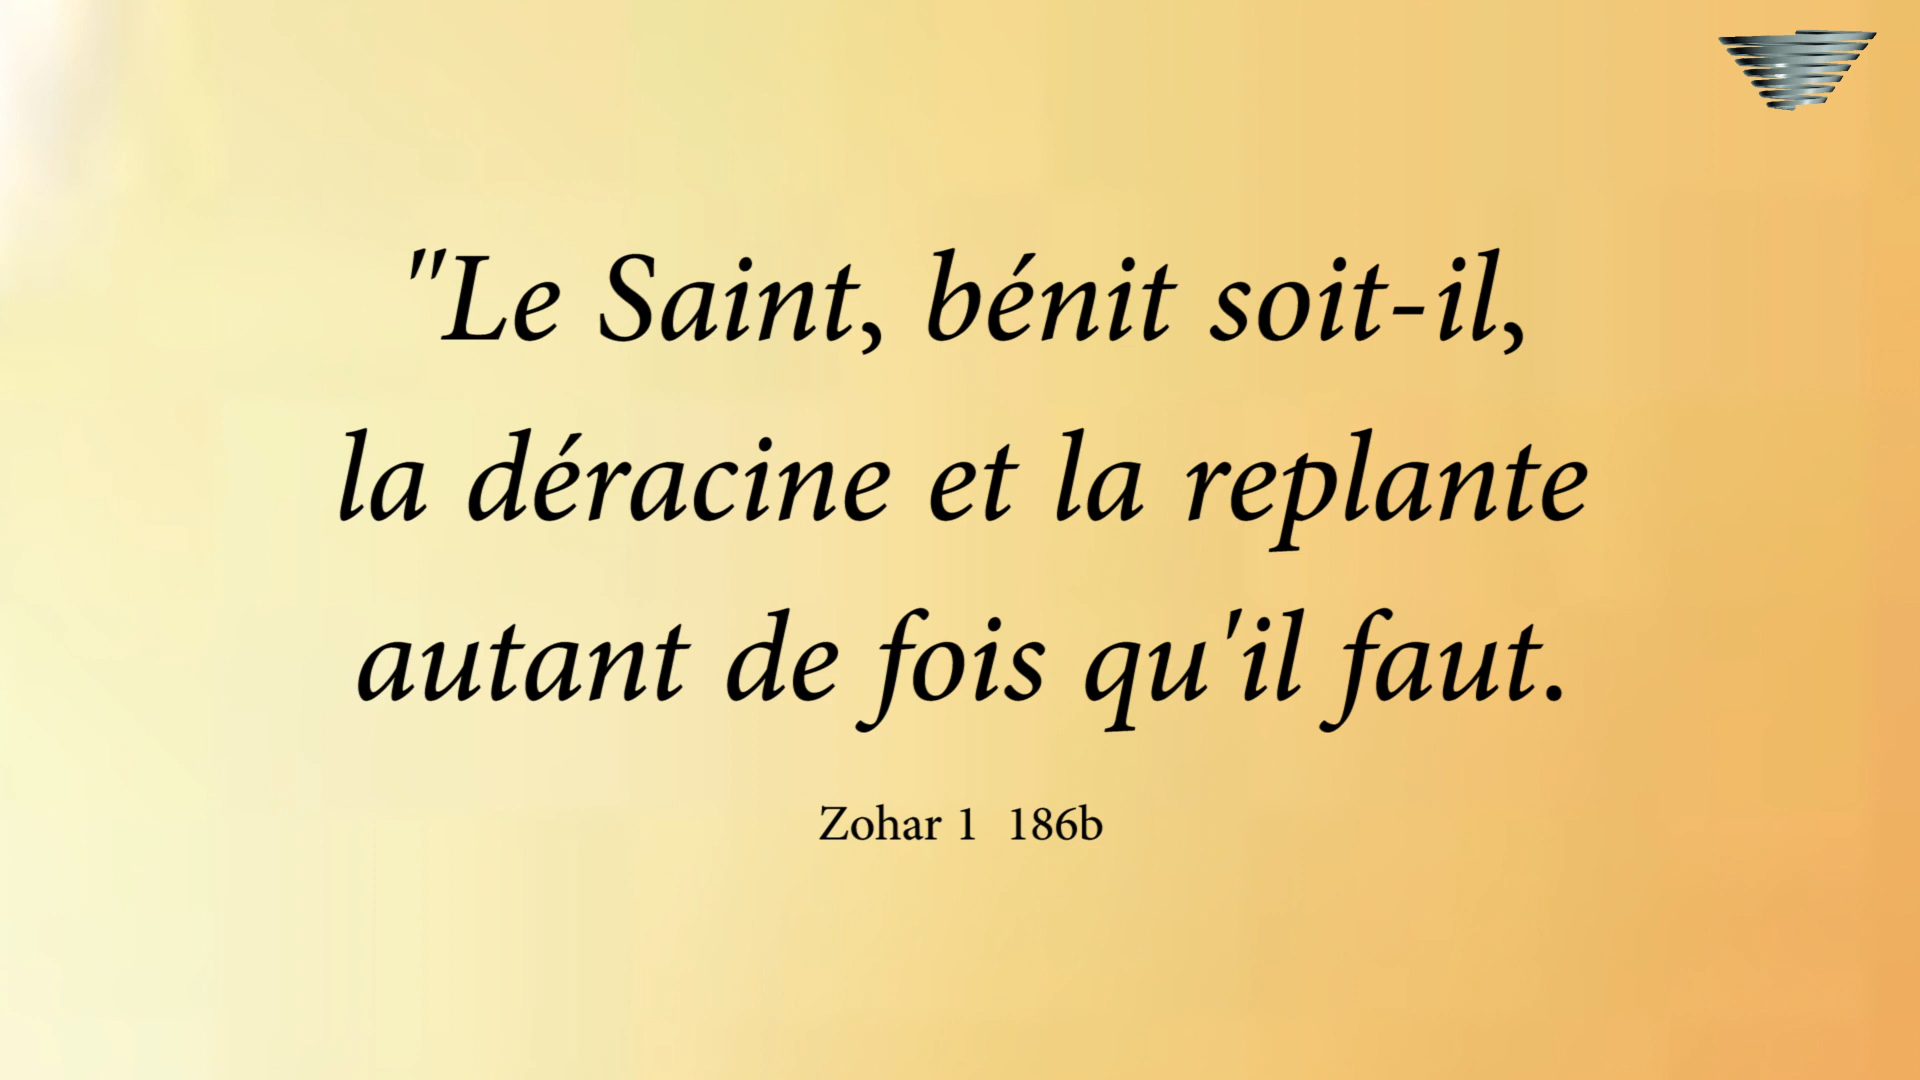 "Le Saint, bénit soit-il,
la déracine et la replante
autant de fois qu'il faut.
Zohar 1  186b